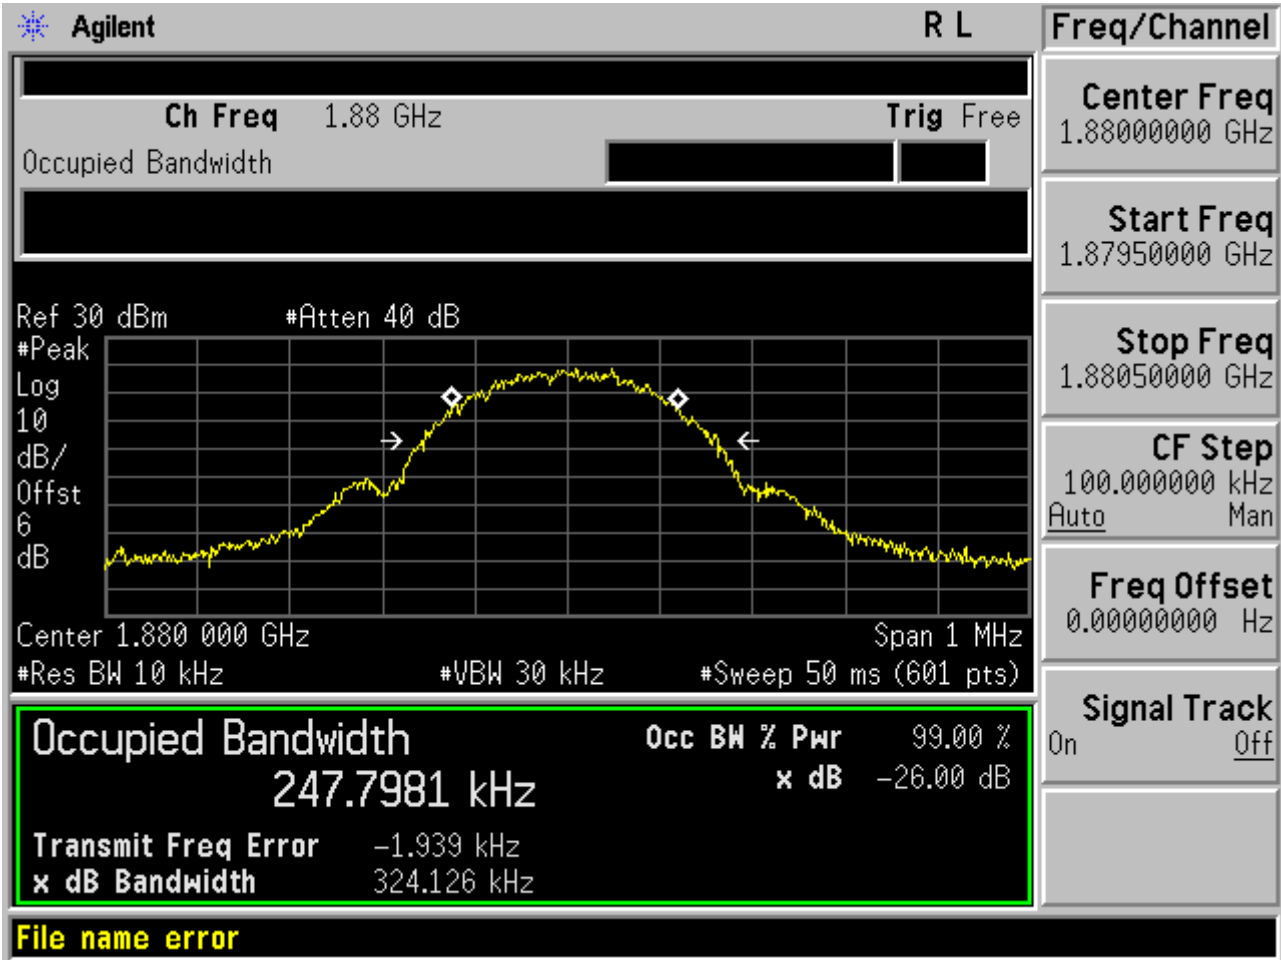 Agilent R L
Freq/Channel
Ch Freq 1.88 GHz Trig Free
Occupied Bandwidth
Center Freq
1.88000000 GHz
Start Freq
1.87950000 GHz
Stop Freq
1.88050000 GHz
CF Step
100.000000 kHz
Auto Man
Freq Offset
0.00000000 Hz
Signal Track
On Off
Ref 30 dBm #Atten 40 dB
#Peak
Log
10
dB/
Offst
6
dB
Center 1.880 000 GHz Span 1 MHz
#Res BW 10 kHz #VBW 30 kHz #Sweep 50 ms (601 pts)
Occupied Bandwidth Occ BW % Pwr 99.00 %
247.7981 kHz x dB -26.00 dB
Transmit Freq Error -1.939 kHz
x dB Bandwidth 324.126 kHz
File name error